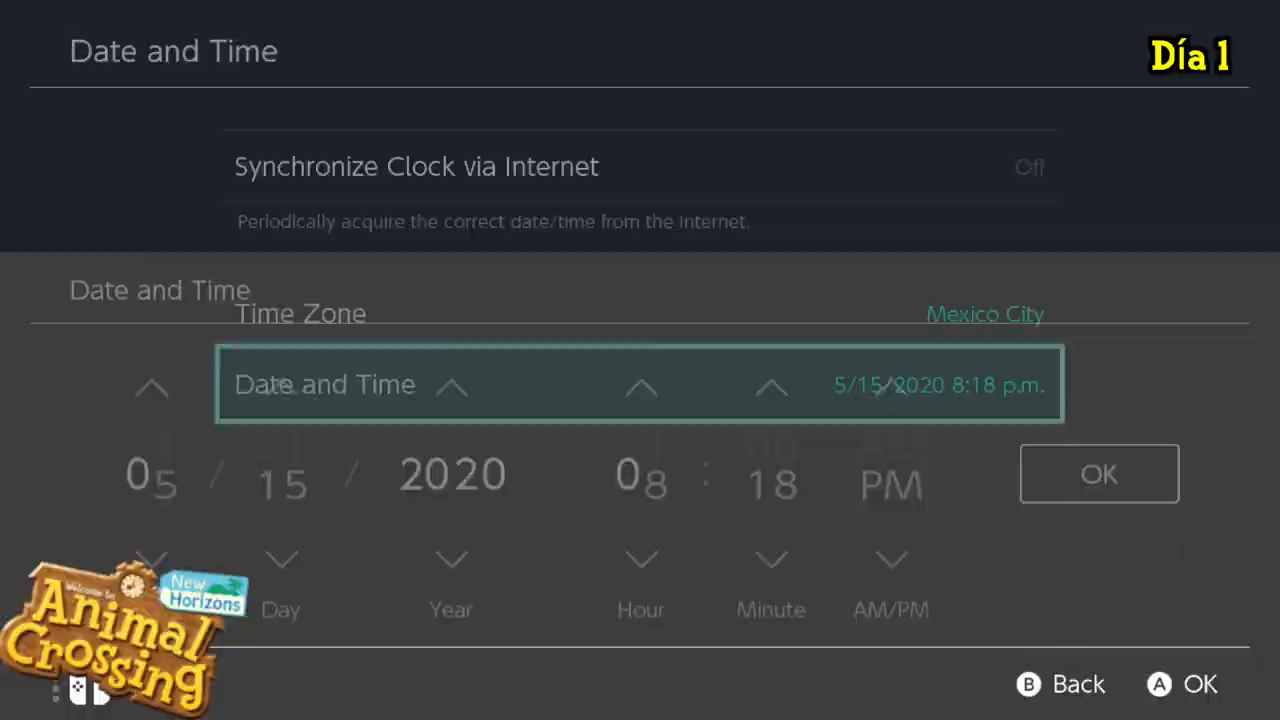 Date and Time
Día 1
Synchronize Clock via Internet Off
Periodically acquire the correct date/time from the Internet.
Date and Time
Time Zone Mexico City
Date and Time 5/15/2020 8:18 p.m.
05 / 15 / 2020 08 : 18 PM OK
Day Year Hour Minute AM/PM
Welcome to
Animal
Crossing
New
Horizons
B Back A OK